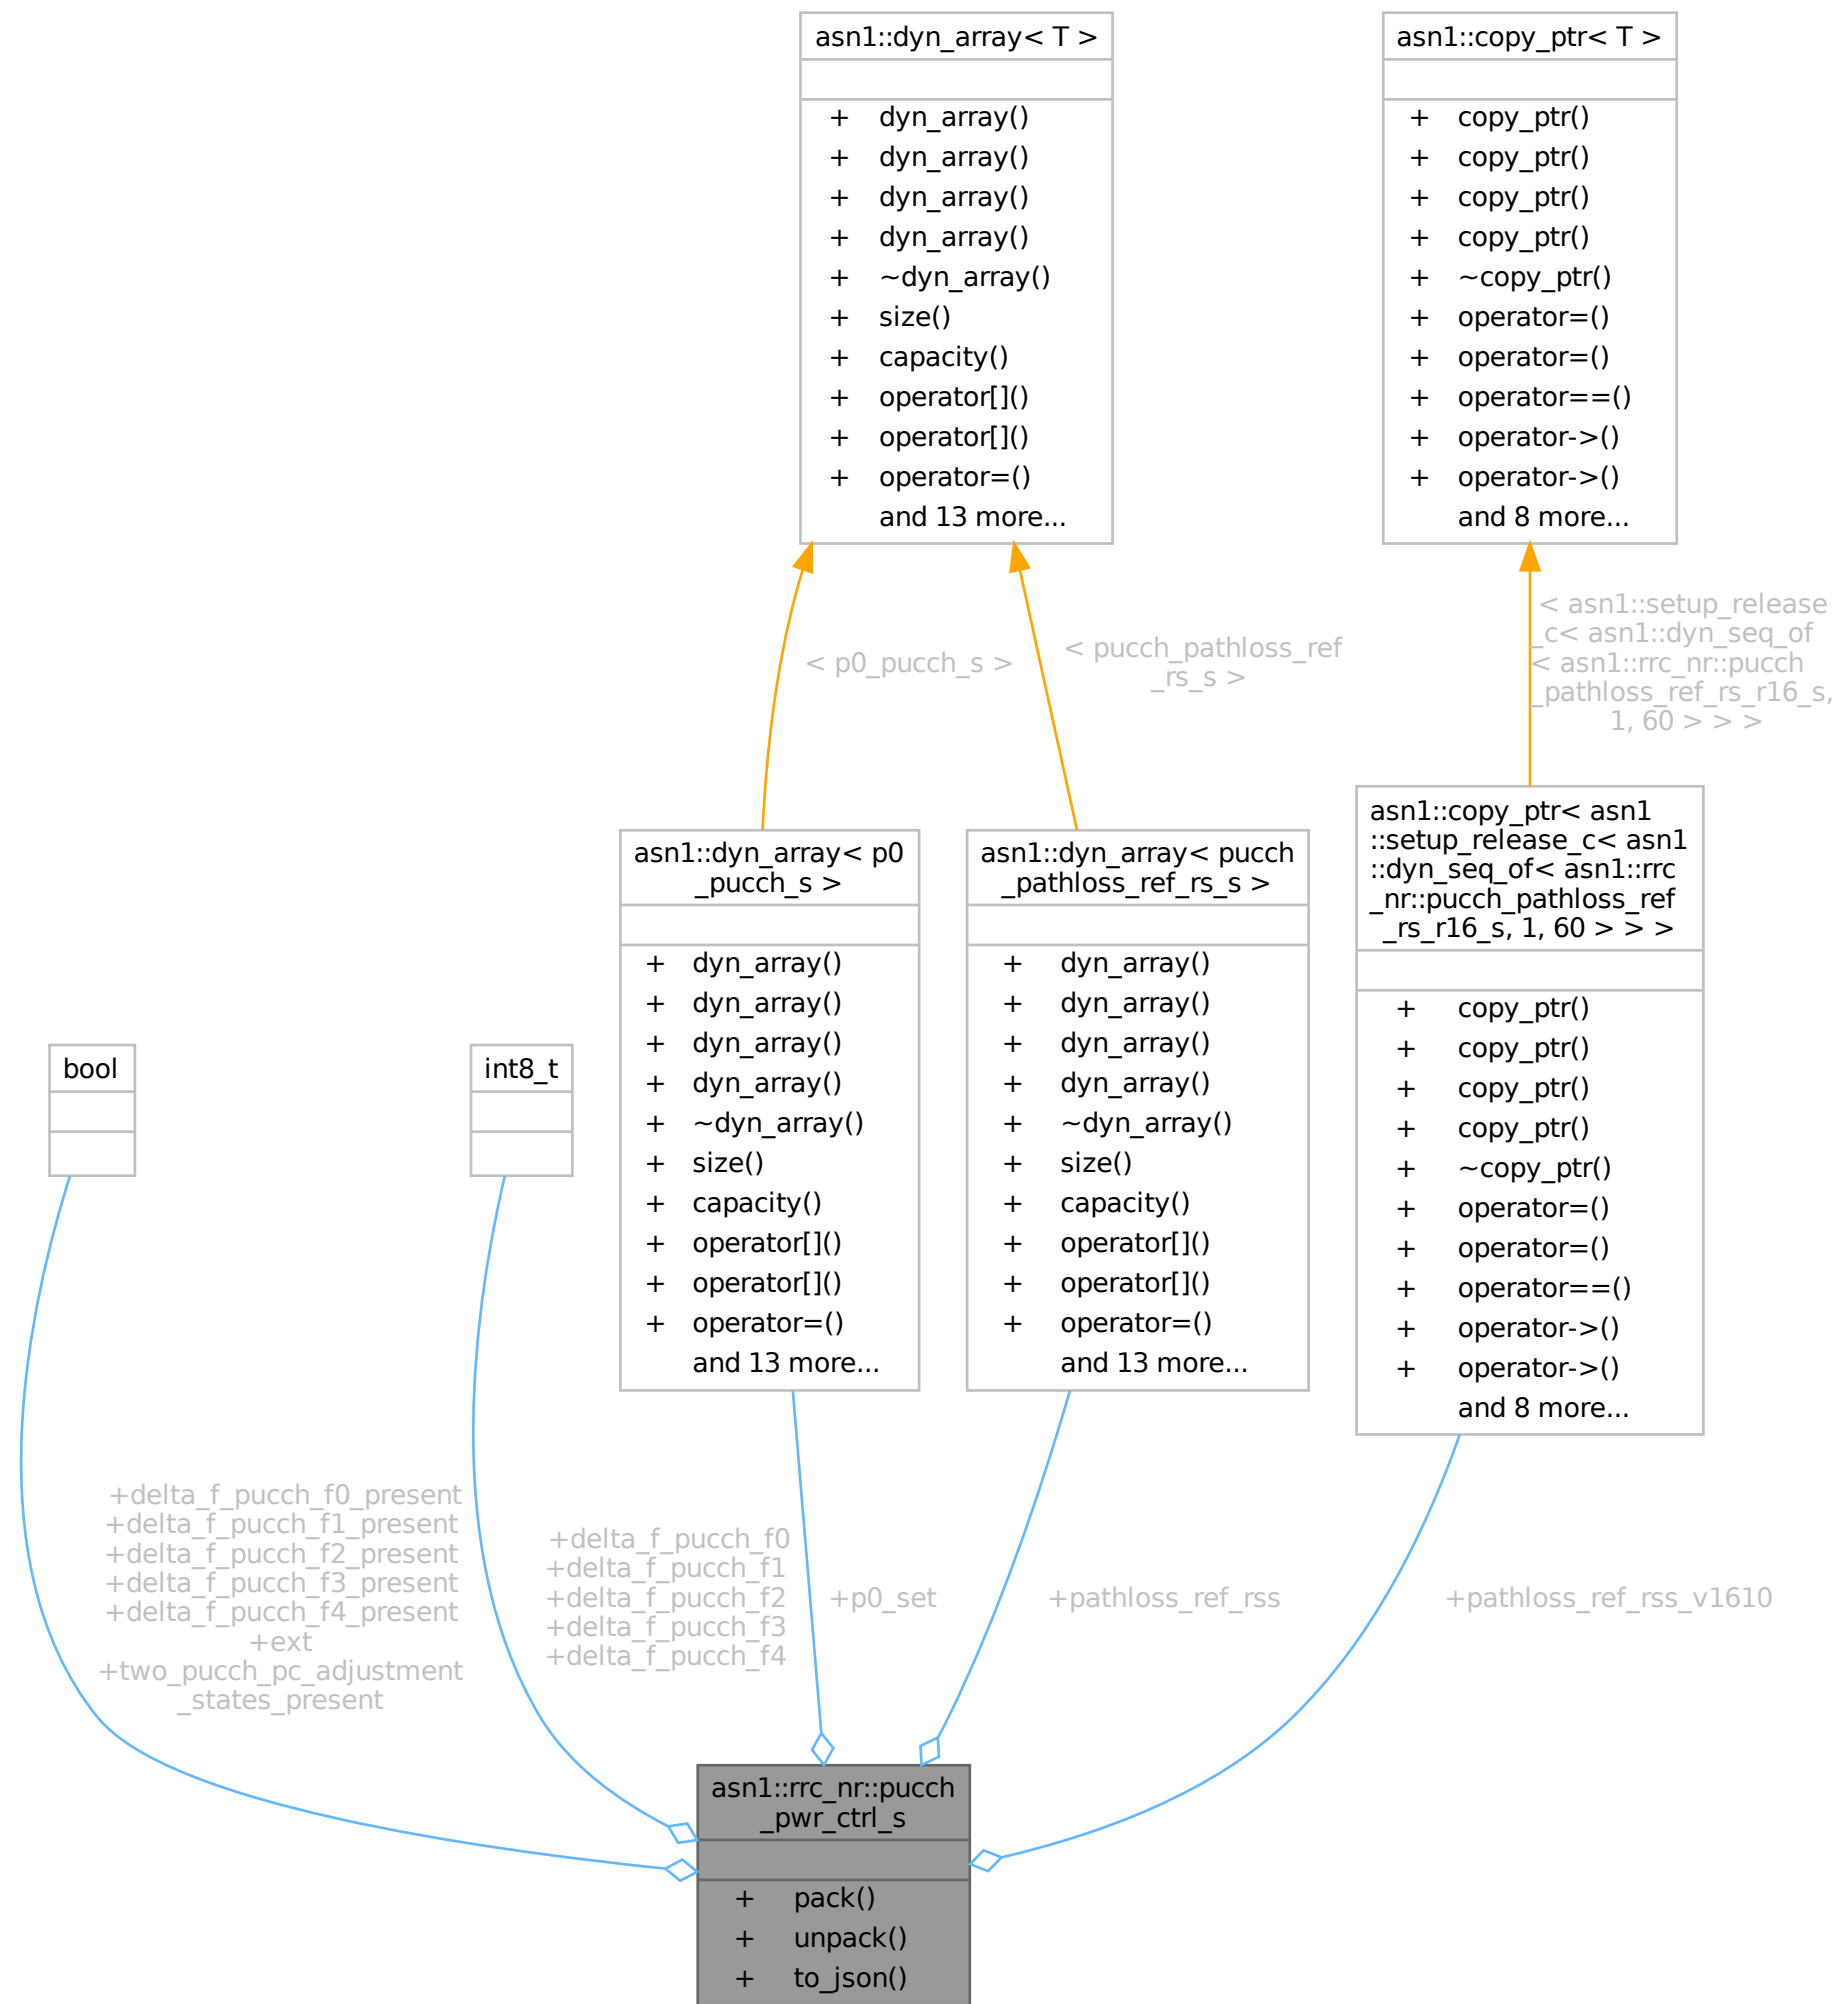 asn1::dyn_array< T >
+ dyn_array()
+ dyn_array()
+ dyn_array()
+ dyn_array()
+ ~dyn_array()
+ size()
+ capacity()
+ operator[]()
+ operator[]()
+ operator=()
and 13 more...
asn1::copy_ptr< T >
+ copy_ptr()
+ copy_ptr()
+ copy_ptr()
+ copy_ptr()
+ ~copy_ptr()
+ operator=()
+ operator=()
+ operator==()
+ operator->()
+ operator->()
and 8 more...
< p0_pucch_s >
< pucch_pathloss_ref
_rs_s >
< asn1::setup_release
_c< asn1::dyn_seq_of
< asn1::rrc_nr::pucch
_pathloss_ref_rs_r16_s,
1, 60 > > >
bool
int8_t
asn1::dyn_array< p0
_pucch_s >
+ dyn_array()
+ dyn_array()
+ dyn_array()
+ dyn_array()
+ ~dyn_array()
+ size()
+ capacity()
+ operator[]()
+ operator[]()
+ operator=()
and 13 more...
asn1::dyn_array< pucch
_pathloss_ref_rs_s >
+ dyn_array()
+ dyn_array()
+ dyn_array()
+ dyn_array()
+ ~dyn_array()
+ size()
+ capacity()
+ operator[]()
+ operator[]()
+ operator=()
and 13 more...
asn1::copy_ptr< asn1
::setup_release_c< asn1
::dyn_seq_of< asn1::rrc
_nr::pucch_pathloss_ref
_rs_r16_s, 1, 60 > > >
+ copy_ptr()
+ copy_ptr()
+ copy_ptr()
+ copy_ptr()
+ ~copy_ptr()
+ operator=()
+ operator=()
+ operator==()
+ operator->()
+ operator->()
and 8 more...
+delta_f_pucch_f0_present
+delta_f_pucch_f1_present
+delta_f_pucch_f2_present
+delta_f_pucch_f3_present
+delta_f_pucch_f4_present
+ext
+two_pucch_pc_adjustment
_states_present
+delta_f_pucch_f0
+delta_f_pucch_f1
+delta_f_pucch_f2
+delta_f_pucch_f3
+delta_f_pucch_f4
+p0_set
+pathloss_ref_rss
+pathloss_ref_rss_v1610
asn1::rrc_nr::pucch
_pwr_ctrl_s
+ pack()
+ unpack()
+ to_json()